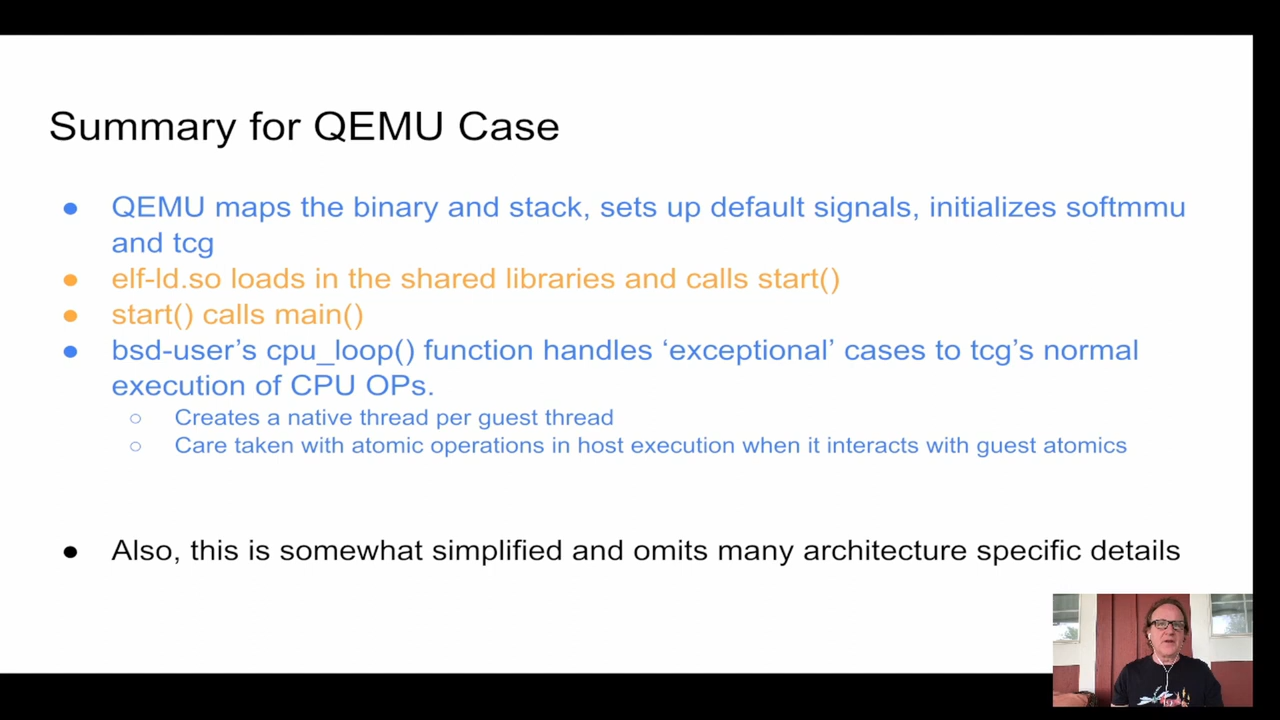 Summary for QEMU Case
● QEMU maps the binary and stack, sets up default signals, initializes softmmu
and tcg
● elf-ld.so loads in the shared libraries and calls start()
● start() calls main()
● bsd-user’s cpu_loop() function handles ‘exceptional’ cases to tcg’s normal
execution of CPU OPs.
○ Creates a native thread per guest thread
○ Care taken with atomic operations in host execution when it interacts with guest atomics
● Also, this is somewhat simplified and omits many architecture specific details